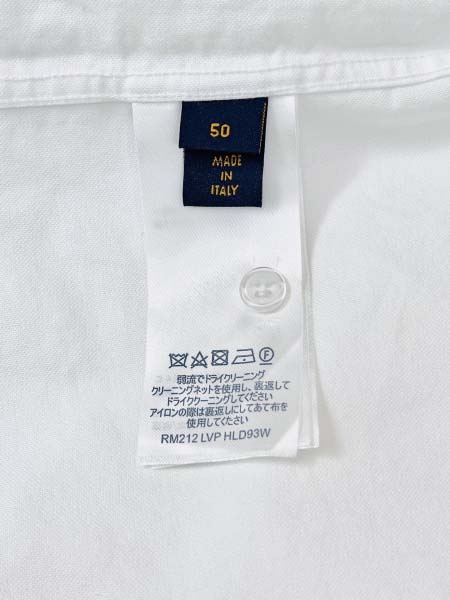 50
MADE
IN
ITALY
F
弱流でドライクリーニング
クリーニングネットを使用し、裏返して
ドライクリーニングしてください
アイロンの際は裏返しにしてあて布を
使用してください
RM212 LVP HLD93W